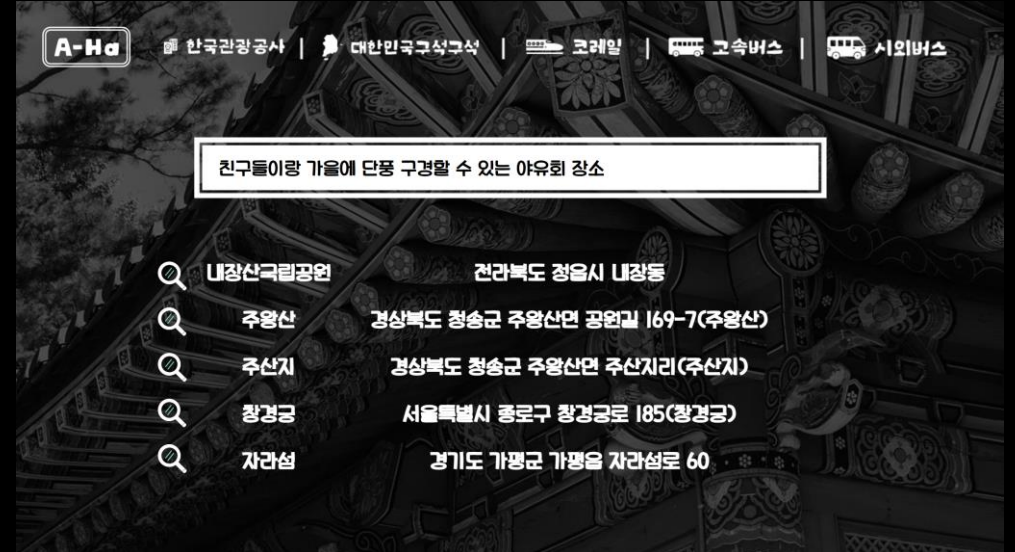 A-Ha 한국관광공사 | 대한민국구석구석 | 코레일 | 고속버스 | 시외버스
친구들이랑 가을에 단풍 구경할 수 있는 야유회 장소
내장산국립공원 전라북도 정읍시 내장동
주왕산 경상북도 청송군 주왕산면 공원길 169-7(주왕산)
주산지 경상북도 청송군 주왕산면 주산지리(주산지)
창경궁 서울특별시 종로구 창경궁로 185(창경궁)
자라섬 경기도 가평군 가평읍 자라섬로 60